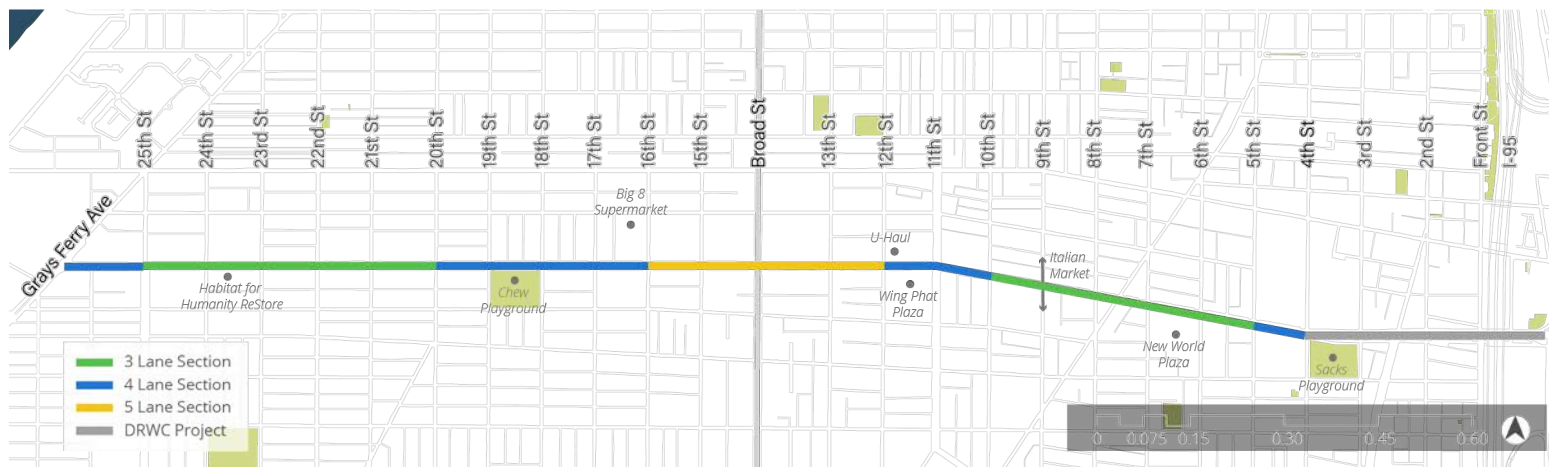 25th St
24th St
23rd St
22nd St
21st St
20th St
19th St
18th St
17th St
16th St
15th St
Broad St
13th St
12th St
11th St
10th St
9th St
8th St
7th St
6th St
5th St
4th St
3rd St
2nd St
Front St
I-95
Grays Ferry Ave
Big 8
Supermarket
U-Haul
Italian
Market
Habitat for
Humanity ReStore
Chew
Playground
Wing Phat
Plaza
New World
Plaza
Sacks
Playground
3 Lane Section
4 Lane Section
5 Lane Section
DRWC Project
0 0.075 0.15 0.30 0.45 0.60